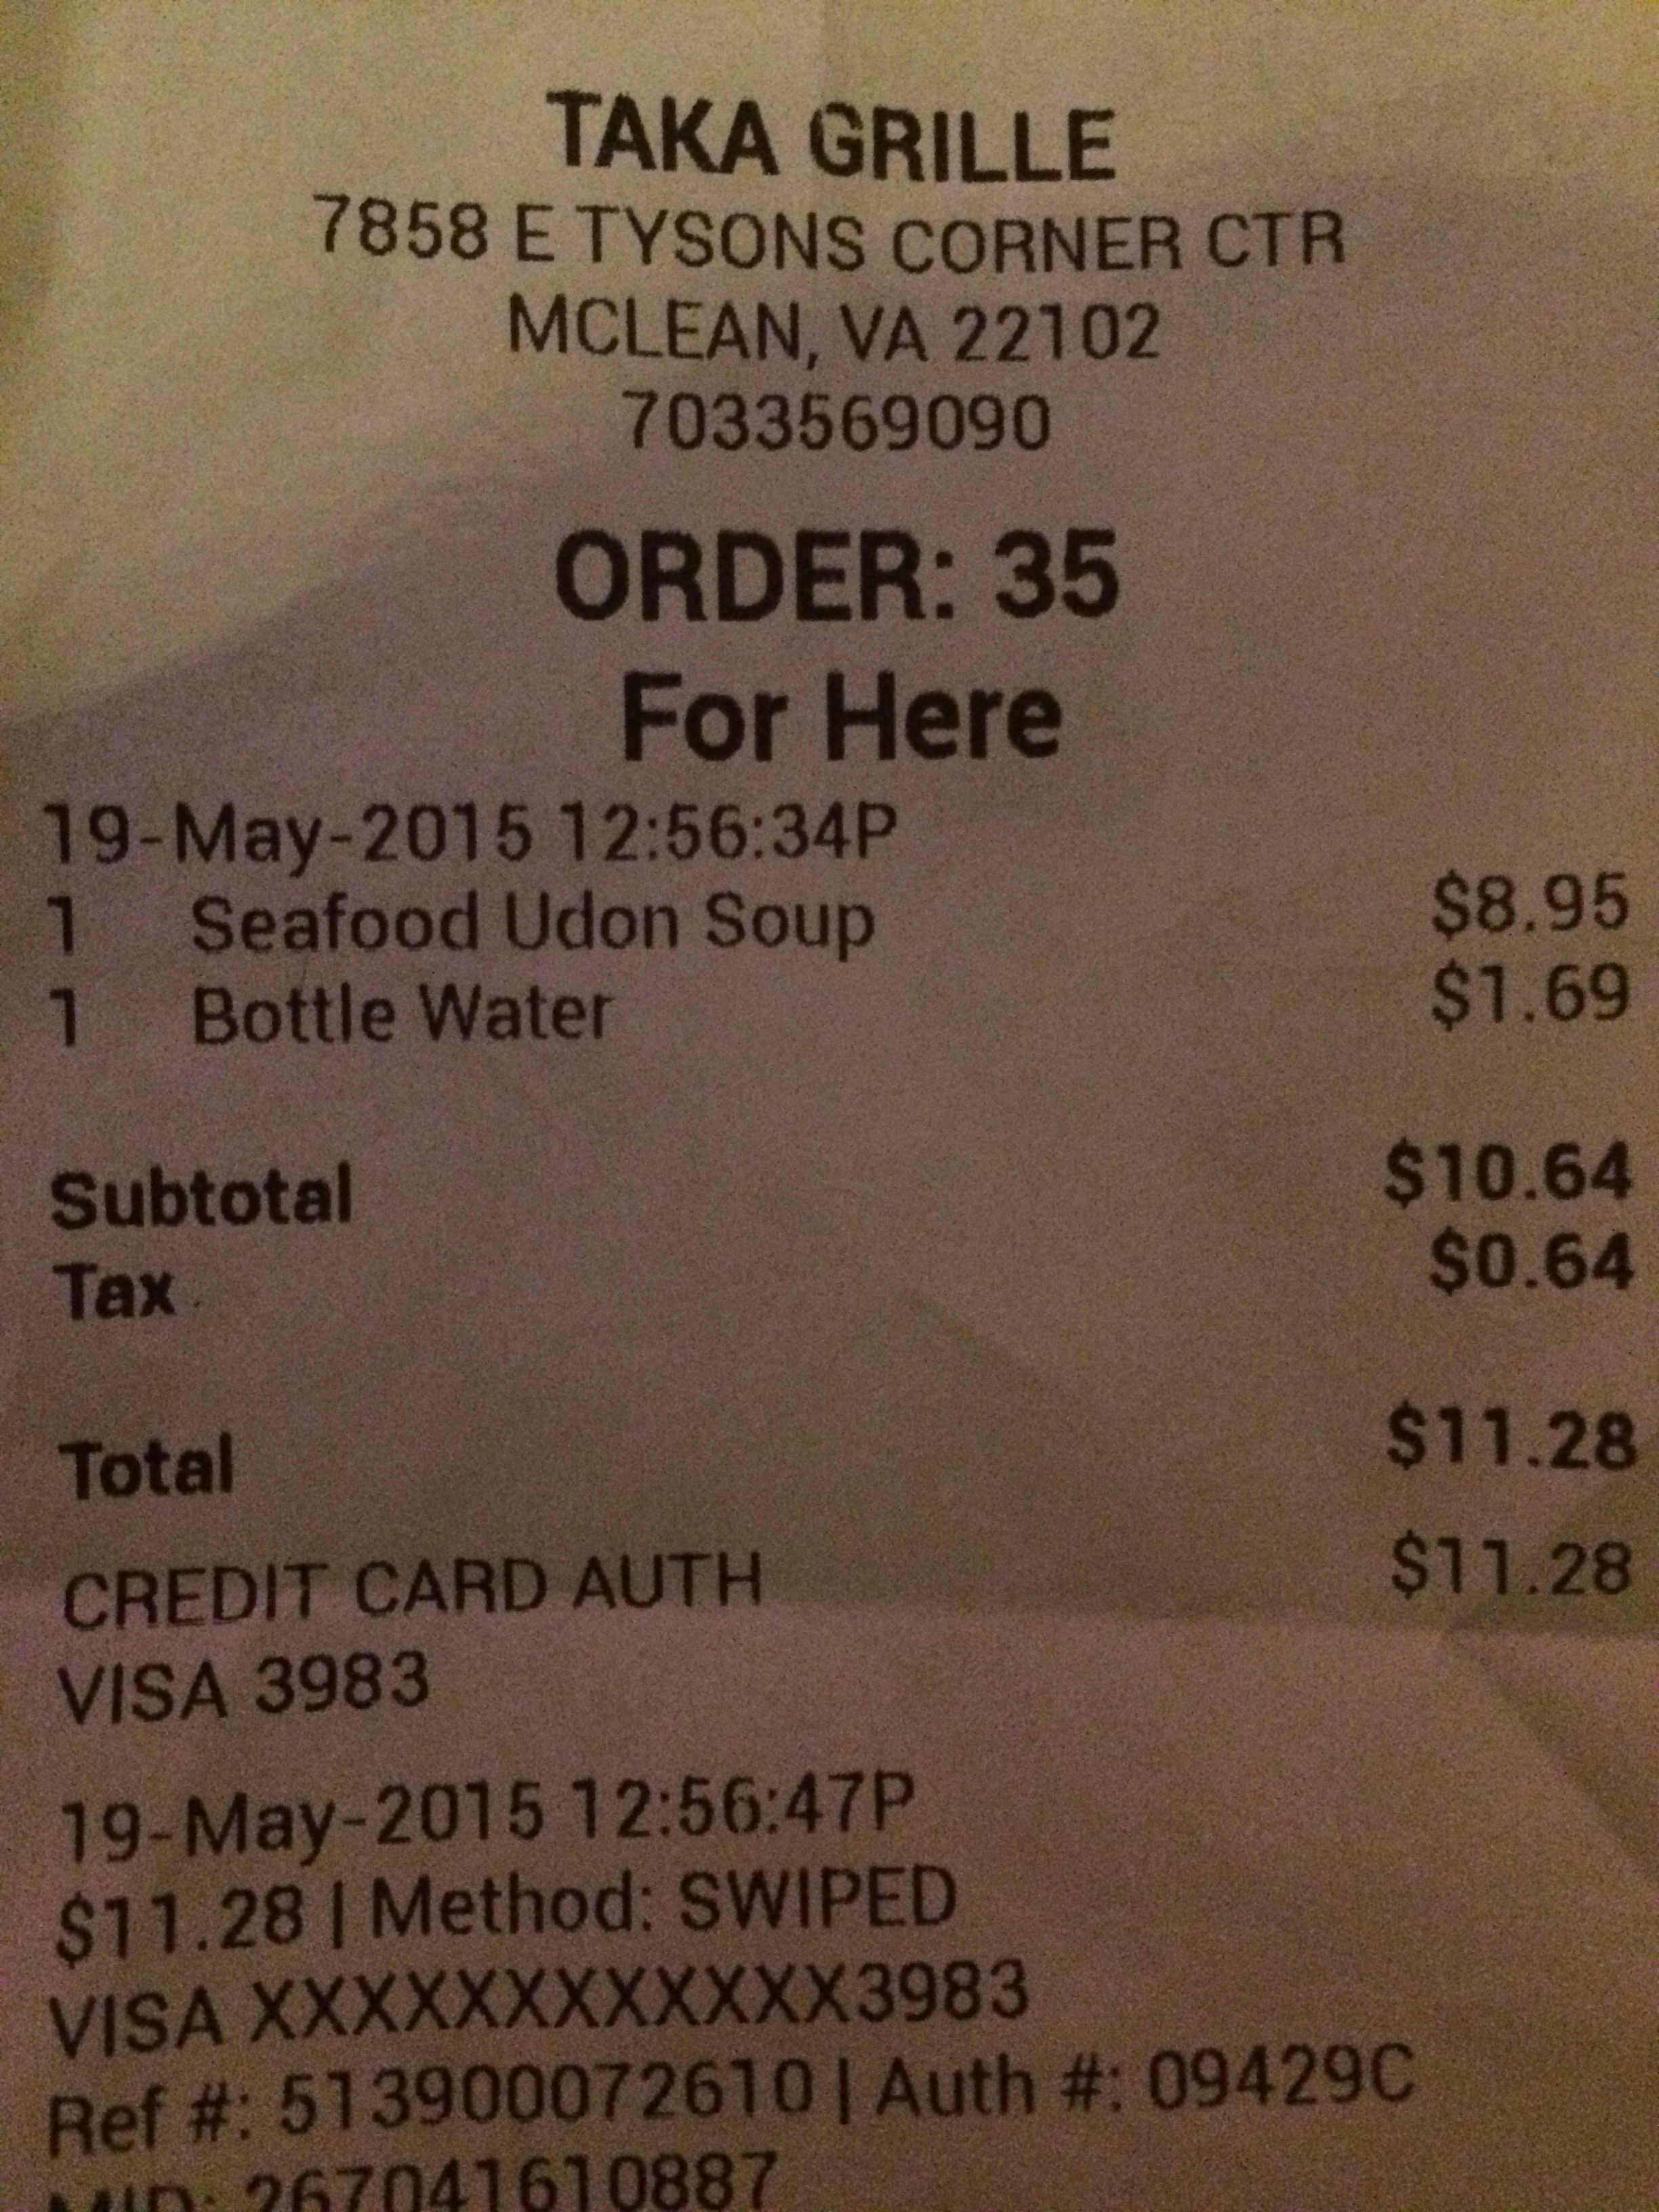 TAKA GRILLE
7858 E TYSONS CORNER CTR
MCLEAN, VA 22102
7033569090
ORDER: 35
For Here
19-May-2015 12:56:34P
1 Seafood Udon Soup $8.95
1 Bottle Water $1.69
Subtotal $10.64
Tax $0.64
Total $11.28
CREDIT CARD AUTH $11.28
VISA 3983
19-May-2015 12:56:47P
$11.28 | Method: SWIPED
VISA XXXXXXXXXXXX3983
Ref #: 513900072610 | Auth #: 09429C
MID: 267041610887